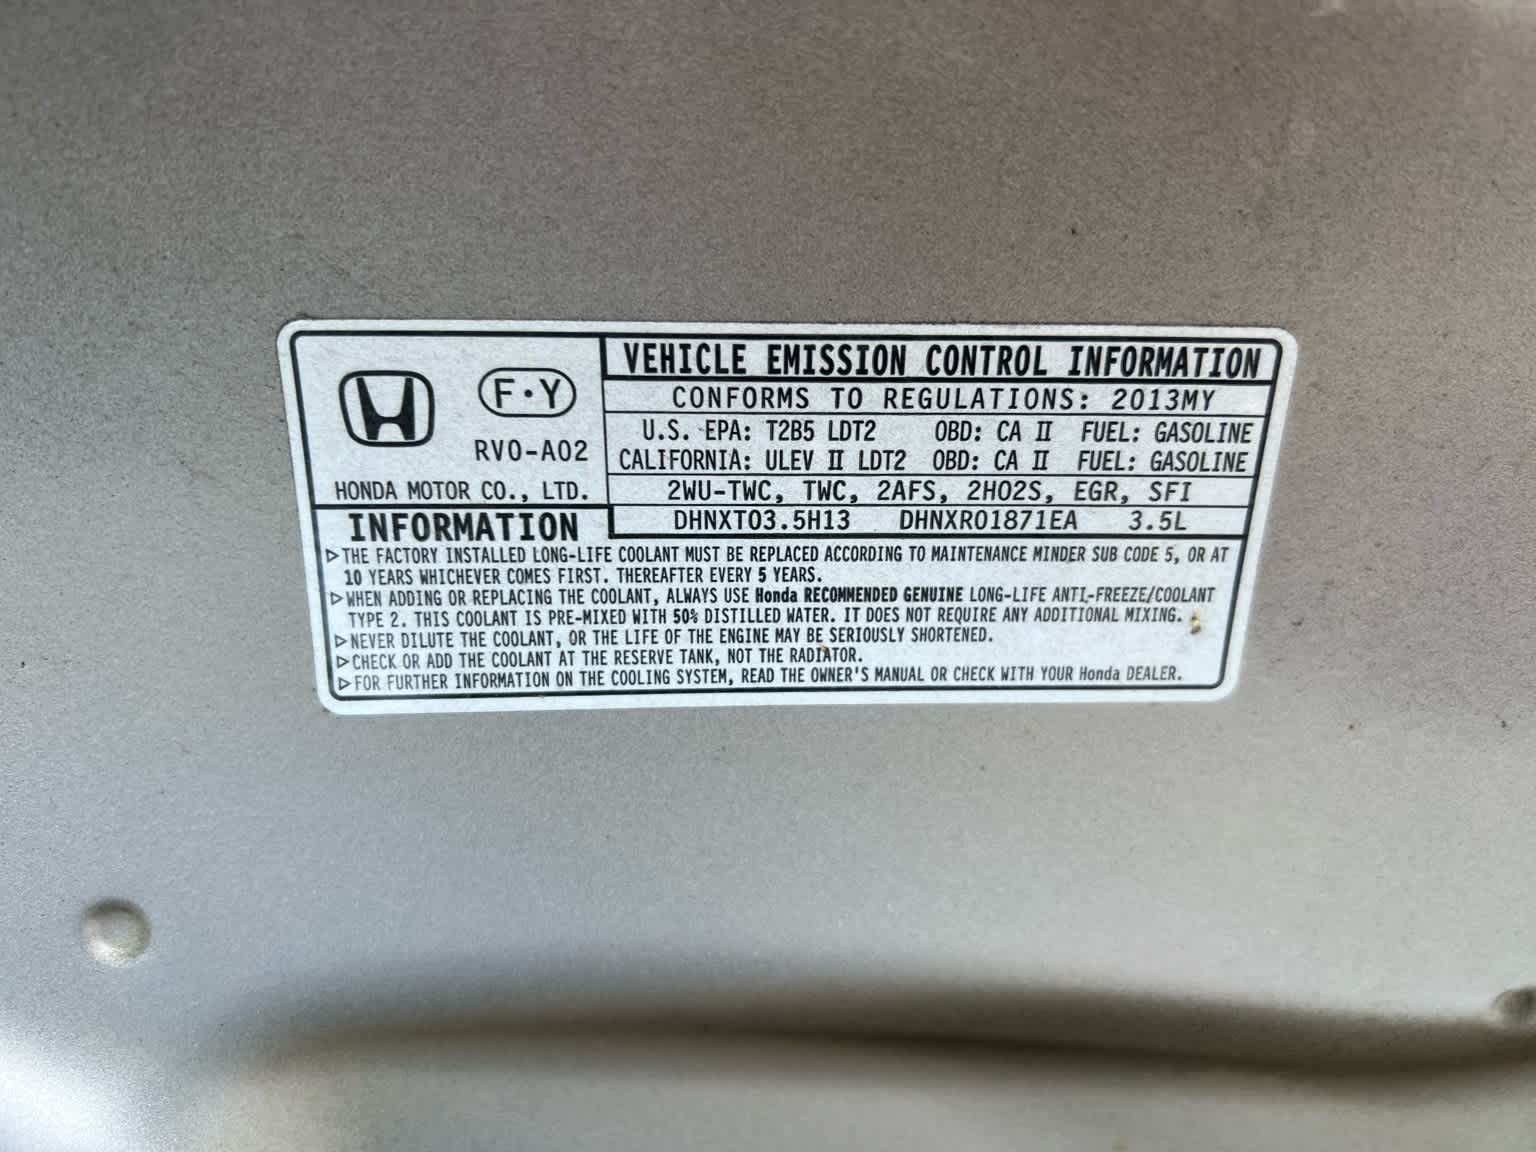 VEHICLE EMISSION CONTROL INFORMATION
F·Y
CONFORMS TO REGULATIONS: 2013MY
U.S. EPA: T2B5 LDT2 OBD: CA II FUEL: GASOLINE
RV0-A02
CALIFORNIA: ULEV II LDT2 OBD: CA II FUEL: GASOLINE
HONDA MOTOR CO., LTD.
2WU-TWC, TWC, 2AFS, 2HO2S, EGR, SFI
INFORMATION
DHNXT03.5H13 DHNXR01871EA 3.5L
▷THE FACTORY INSTALLED LONG-LIFE COOLANT MUST BE REPLACED ACCORDING TO MAINTENANCE MINDER SUB CODE 5, OR AT
10 YEARS WHICHEVER COMES FIRST. THEREAFTER EVERY 5 YEARS.
▷WHEN ADDING OR REPLACING THE COOLANT, ALWAYS USE Honda RECOMMENDED GENUINE LONG-LIFE ANTI-FREEZE/COOLANT
TYPE 2. THIS COOLANT IS PRE-MIXED WITH 50% DISTILLED WATER. IT DOES NOT REQUIRE ANY ADDITIONAL MIXING.
▷NEVER DILUTE THE COOLANT, OR THE LIFE OF THE ENGINE MAY BE SERIOUSLY SHORTENED.
▷CHECK OR ADD THE COOLANT AT THE RESERVE TANK, NOT THE RADIATOR.
▷FOR FURTHER INFORMATION ON THE COOLING SYSTEM, READ THE OWNER'S MANUAL OR CHECK WITH YOUR Honda DEALER.